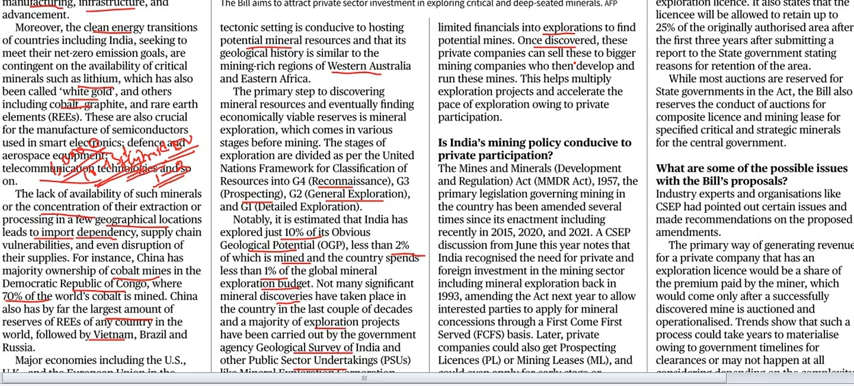 manufacturing, infrastructure, and
advancement.
Moreover, the clean energy transitions
of countries including India, seeking to
meet their net-zero emission goals, are
contingent on the availability of critical
minerals such as lithium, which has also
been called ‘white gold’, and others
including cobalt, graphite, and rare earth
elements (REEs). These are also crucial
for the manufacture of semiconductors
used in smart electronics; defence and
aerospace equipment;
telecommunication technologies and so
on.
The lack of availability of such minerals
or the concentration of their extraction or
processing in a few geographical locations
leads to import dependency, supply chain
vulnerabilities, and even disruption of
their supplies. For instance, China has
majority ownership of cobalt mines in the
Democratic Republic of Congo, where
70% of the world’s cobalt is mined. China
also has by far the largest amount of
reserves of REEs of any country in the
world, followed by Vietnam, Brazil and
Russia.
Major economies including the U.S.,
U.K., and the European Union in the
The Bill aims to attract private sector investment in exploring critical and deep-seated minerals. AFP
tectonic setting is conducive to hosting
potential mineral resources and that its
geological history is similar to the
mining-rich regions of Western Australia
and Eastern Africa.
The primary step to discovering
mineral resources and eventually finding
economically viable reserves is mineral
exploration, which comes in various
stages before mining. The stages of
exploration are divided as per the United
Nations Framework for Classification of
Resources into G4 (Reconnaissance), G3
(Prospecting), G2 (General Exploration),
and G1 (Detailed Exploration).
Notably, it is estimated that India has
explored just 10% of its Obvious
Geological Potential (OGP), less than 2%
of which is mined and the country spends
less than 1% of the global mineral
exploration budget. Not many significant
mineral discoveries have taken place in
the country in the last couple of decades
and a majority of exploration projects
have been carried out by the government
agency Geological Survey of India and
other Public Sector Undertakings (PSUs)
like Mineral Exploration Corporation
limited financials into explorations to find
potential mines. Once discovered, these
private companies can sell these to bigger
mining companies who then develop and
run these mines. This helps multiply
exploration projects and accelerate the
pace of exploration owing to private
participation.
Is India’s mining policy conducive to
private participation?
The Mines and Minerals (Development
and Regulation) Act (MMDR Act), 1957, the
primary legislation governing mining in
the country has been amended several
times since its enactment including
recently in 2015, 2020, and 2021. A CSEP
discussion from June this year notes that
India recognised the need for private and
foreign investment in the mining sector
including mineral exploration back in
1993, amending the Act next year to allow
interested parties to apply for mineral
concessions through a First Come First
Served (FCFS) basis. Later, private
companies could also get Prospecting
Licences (PL) or Mining Leases (ML), and
could even apply for early stage or
exploration licence. It also states that the
licencee will be allowed to retain up to
25% of the originally authorised area after
the first three years after submitting a
report to the State government stating
reasons for retention of the area.
While most auctions are reserved for
State governments in the Act, the Bill also
reserves the conduct of auctions for
composite licence and mining lease for
specified critical and strategic minerals
for the central government.
What are some of the possible issues
with the Bill’s proposals?
Industry experts and organisations like
CSEP had pointed out certain issues and
made recommendations on the proposed
amendments.
The primary way of generating revenue
for a private company that has an
exploration licence would be a share of
the premium paid by the miner, which
would come only after a successfully
discovered mine is auctioned and
operationalised. Trends show that such a
process could take years to materialise
owing to government timelines for
clearances or may not happen at all
considering depending on the complexity